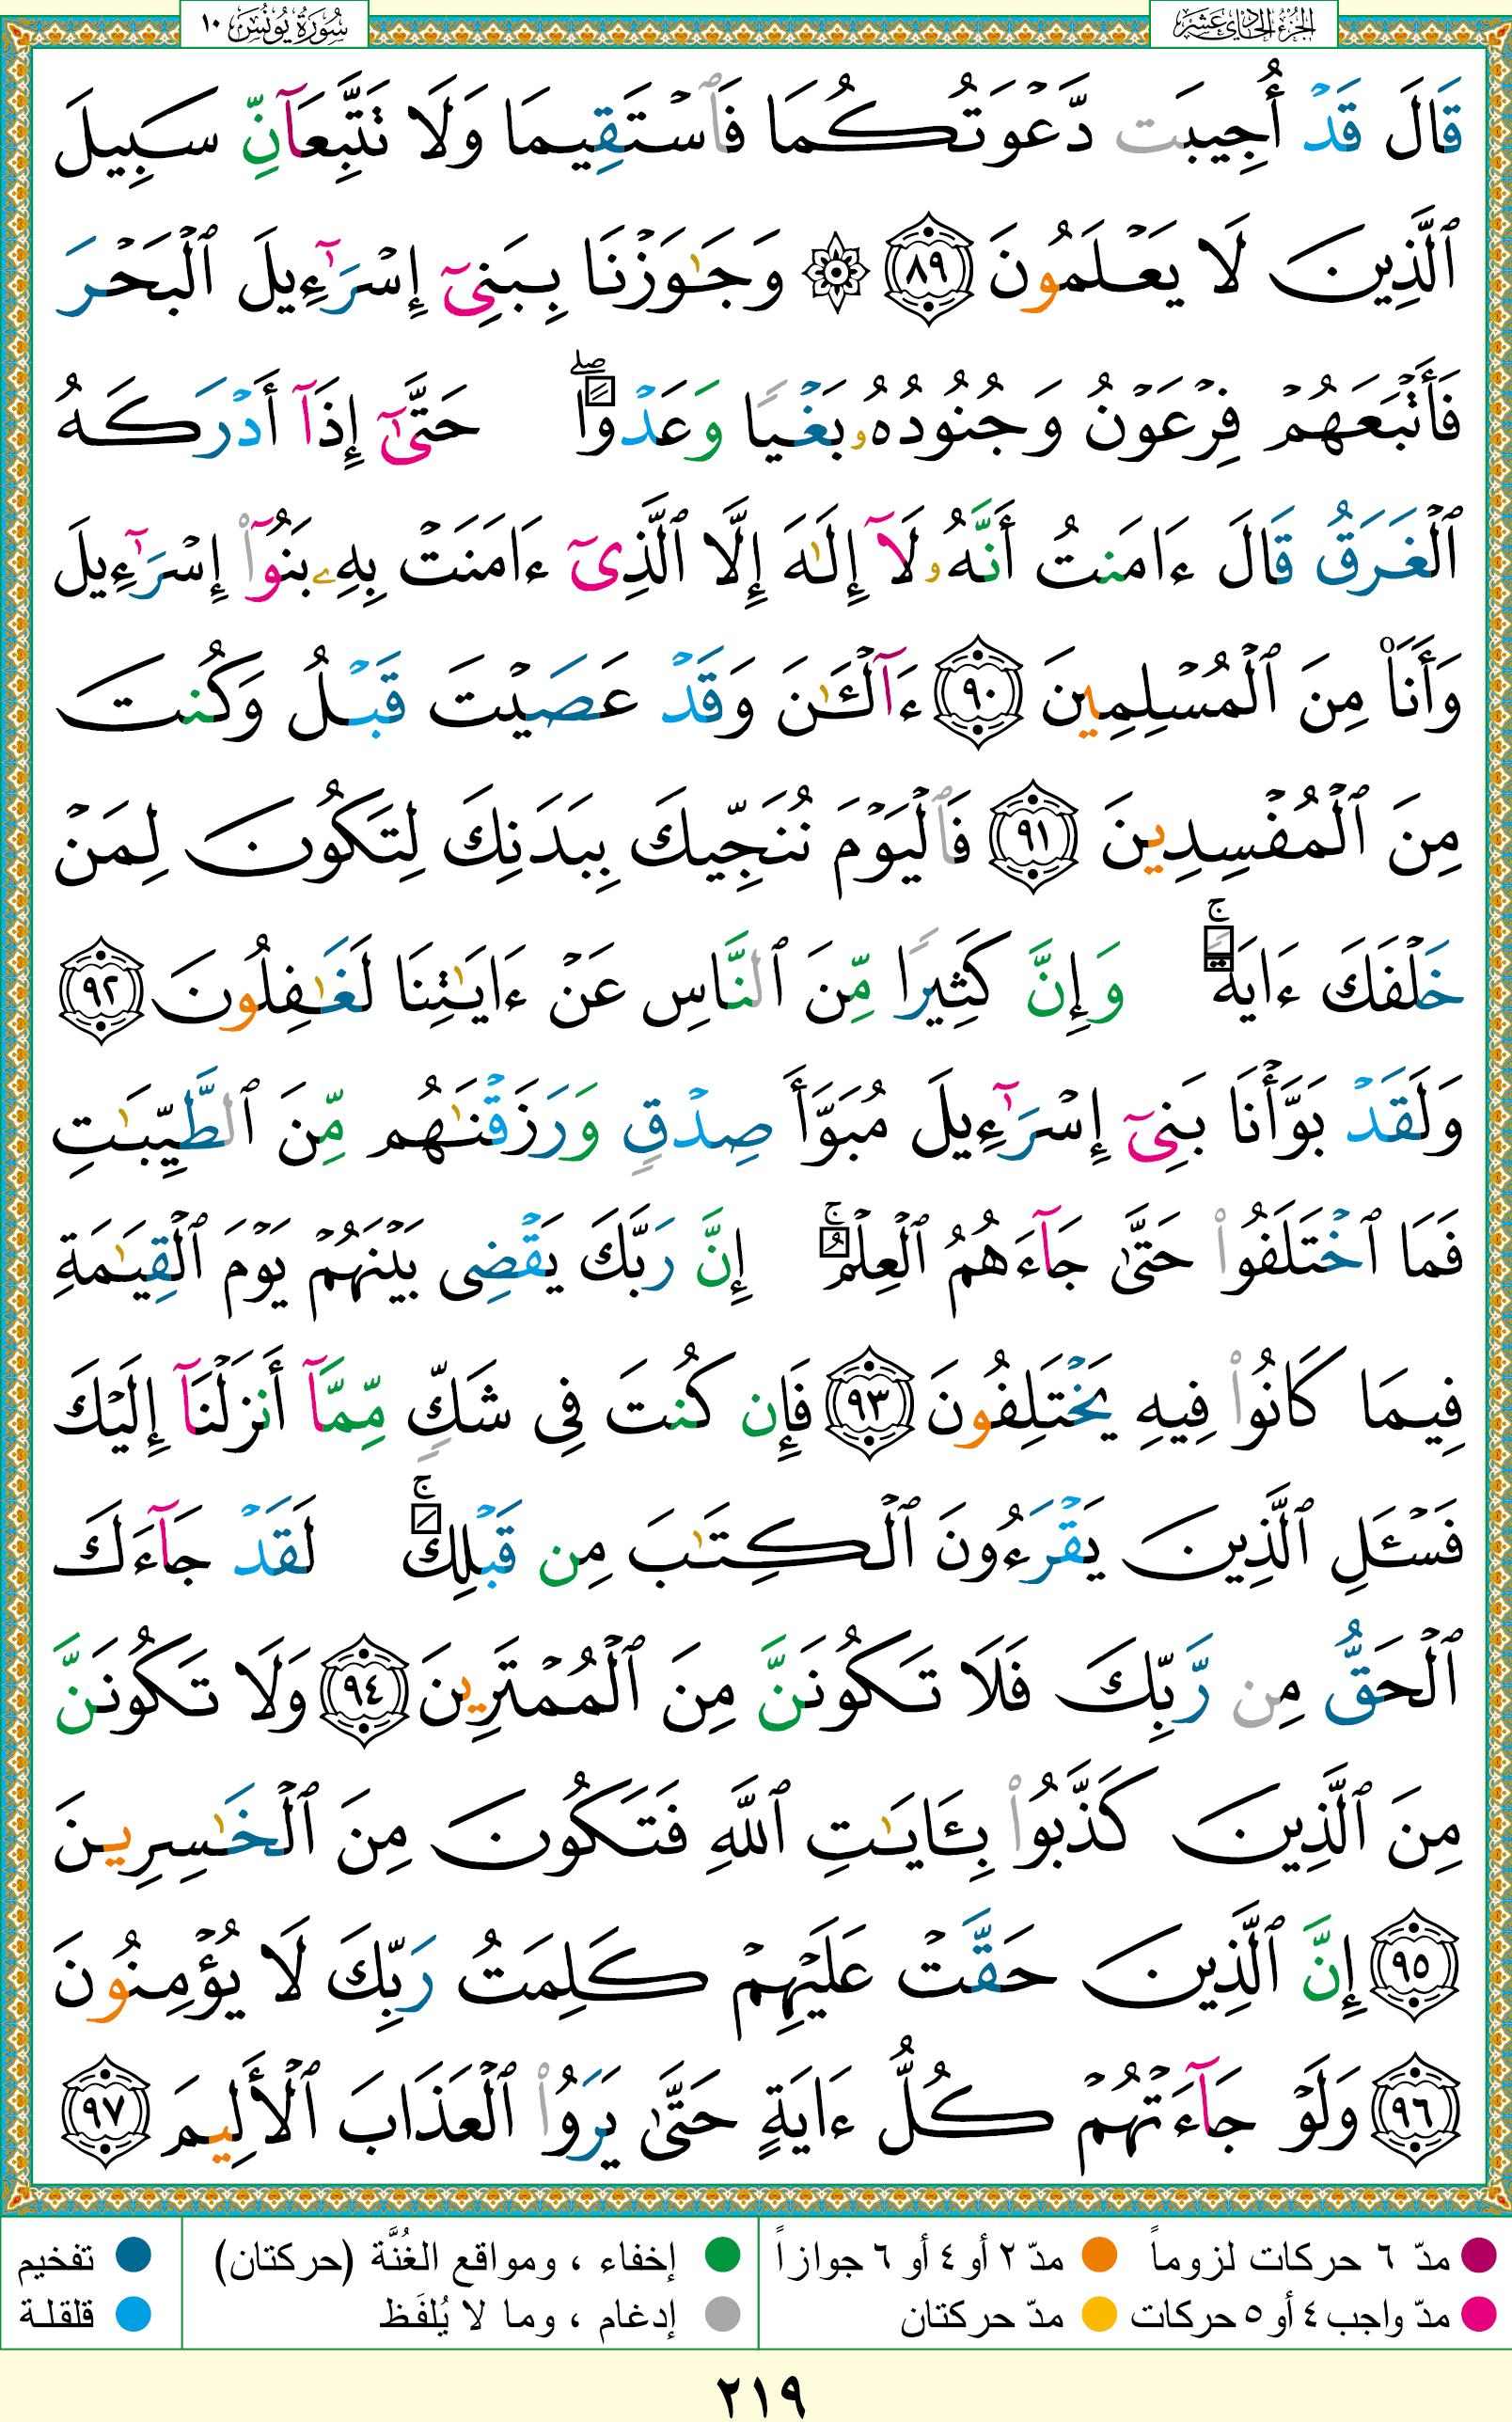 سُورَةُ يُونُسَ ١٠
الجزء الحادي عشر
قَالَ قَدۡ أُجِيبَت دَّعۡوَتُكُمَا فَٱسۡتَقِيمَا وَلَا تَتَّبِعَآنِّ سَبِيلَ
ٱلَّذِينَ لَا يَعۡلَمُونَ ٨٩ ۞ وَجَٰوَزۡنَا بِبَنِيٓ إِسۡرَٰٓءِيلَ ٱلۡبَحۡرَ
فَأَتۡبَعَهُمۡ فِرۡعَوۡنُ وَجُنُودُهُۥ بَغۡيٗا وَعَدۡوًاۖ حَتَّىٰٓ إِذَآ أَدۡرَكَهُ
ٱلۡغَرَقُ قَالَ ءَامَنتُ أَنَّهُۥ لَآ إِلَٰهَ إِلَّا ٱلَّذِيٓ ءَامَنَتۡ بِهِۦ بَنُوٓاْ إِسۡرَٰٓءِيلَ
وَأَنَا۠ مِنَ ٱلۡمُسۡلِمِينَ ٩٠ ءَآلۡـَٰٔنَ وَقَدۡ عَصَيۡتَ قَبۡلُ وَكُنتَ
مِنَ ٱلۡمُفۡسِدِينَ ٩١ فَٱلۡيَوۡمَ نُنَجِّيكَ بِبَدَنِكَ لِتَكُونَ لِمَنۡ
خَلۡفَكَ ءَايَةٗۚ وَإِنَّ كَثِيرٗا مِّنَ ٱلنَّاسِ عَنۡ ءَايَٰتِنَا لَغَٰفِلُونَ ٩٢
وَلَقَدۡ بَوَّأۡنَا بَنِيٓ إِسۡرَٰٓءِيلَ مُبَوَّأَ صِدۡقٖ وَرَزَقۡنَٰهُم مِّنَ ٱلطَّيِّبَٰتِ
فَمَا ٱخۡتَلَفُواْ حَتَّىٰ جَآءَهُمُ ٱلۡعِلۡمُۚ إِنَّ رَبَّكَ يَقۡضِي بَيۡنَهُمۡ يَوۡمَ ٱلۡقِيَٰمَةِ
فِيمَا كَانُواْ فِيهِ يَخۡتَلِفُونَ ٩٣ فَإِن كُنتَ فِي شَكّٖ مِّمَّآ أَنزَلۡنَآ إِلَيۡكَ
فَسۡـَٔلِ ٱلَّذِينَ يَقۡرَءُونَ ٱلۡكِتَٰبَ مِن قَبۡلِكَۚ لَقَدۡ جَآءَكَ
ٱلۡحَقُّ مِن رَّبِّكَ فَلَا تَكُونَنَّ مِنَ ٱلۡمُمۡتَرِينَ ٩٤ وَلَا تَكُونَنَّ
مِنَ ٱلَّذِينَ كَذَّبُواْ بِـَٔايَٰتِ ٱللَّهِ فَتَكُونَ مِنَ ٱلۡخَٰسِرِينَ
٩٥ إِنَّ ٱلَّذِينَ حَقَّتۡ عَلَيۡهِمۡ كَلِمَتُ رَبِّكَ لَا يُؤۡمِنُونَ
٩٦ وَلَوۡ جَآءَتۡهُمۡ كُلُّ ءَايَةٍ حَتَّىٰ يَرَوُاْ ٱلۡعَذَابَ ٱلۡأَلِيمَ ٩٧
مدّ ٦ حركات لزوماً مدّ ٢ أو ٤ أو ٦ جوازاً إخفاء ، ومواقع الغُنَّة (حركتان) تفخيم
مدّ واجب ٤ أو ٥ حركات مدّ حركتان إدغام ، وما لا يُلفَظ قلقلة
٢١٩